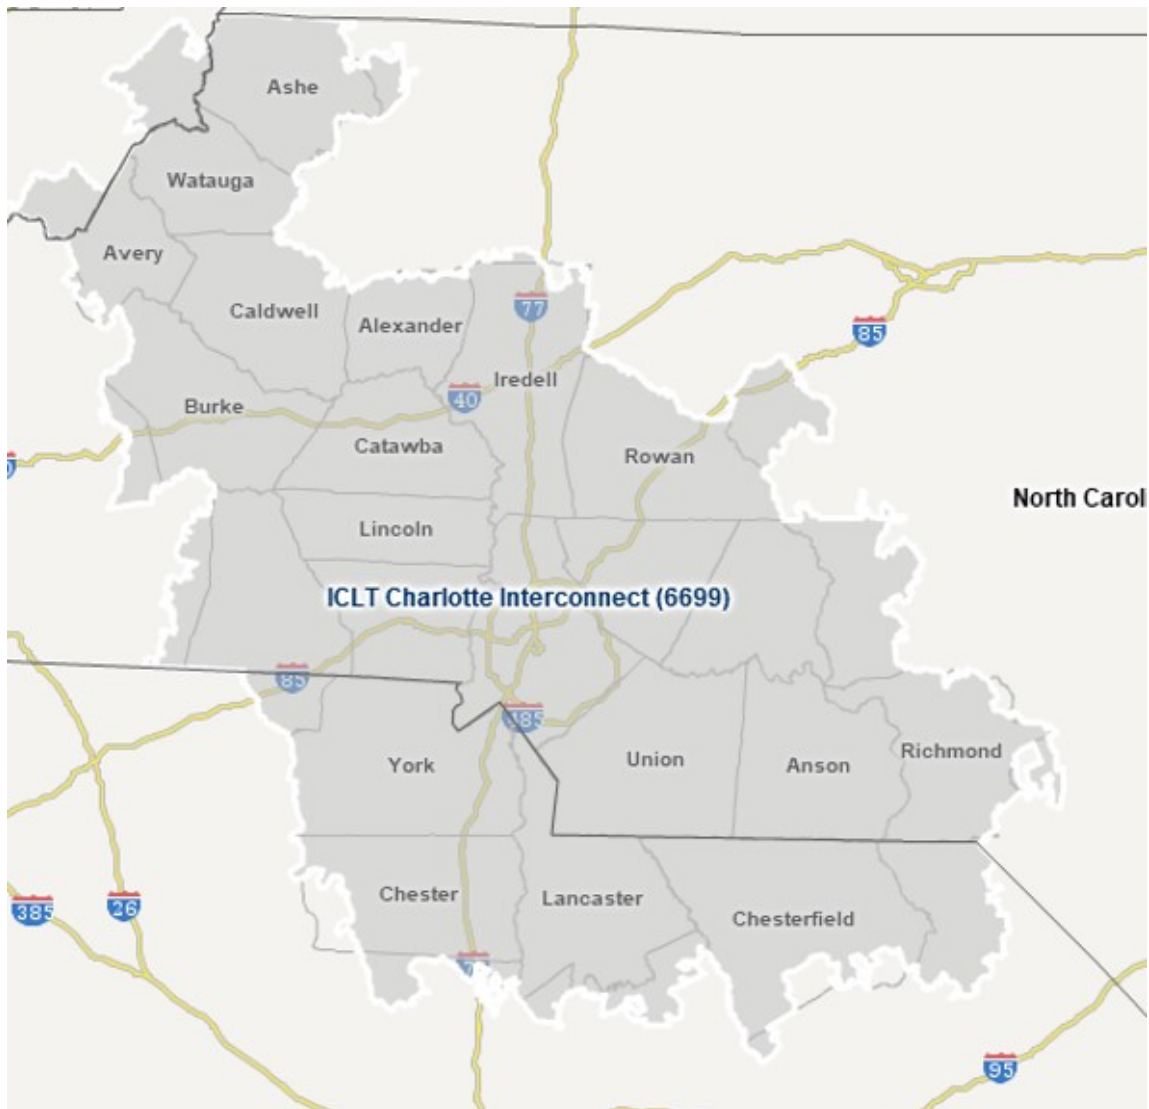 Ashe
Watauga
Avery
Caldwell
77
Alexander
85
Iredell
40
Burke
Catawba
Rowan
North Carol
Lincoln
ICLT Charlotte Interconnect (6699)
85
485
York
Union
Anson
Richmond
Chester
Lancaster
Chesterfield
385
26
95